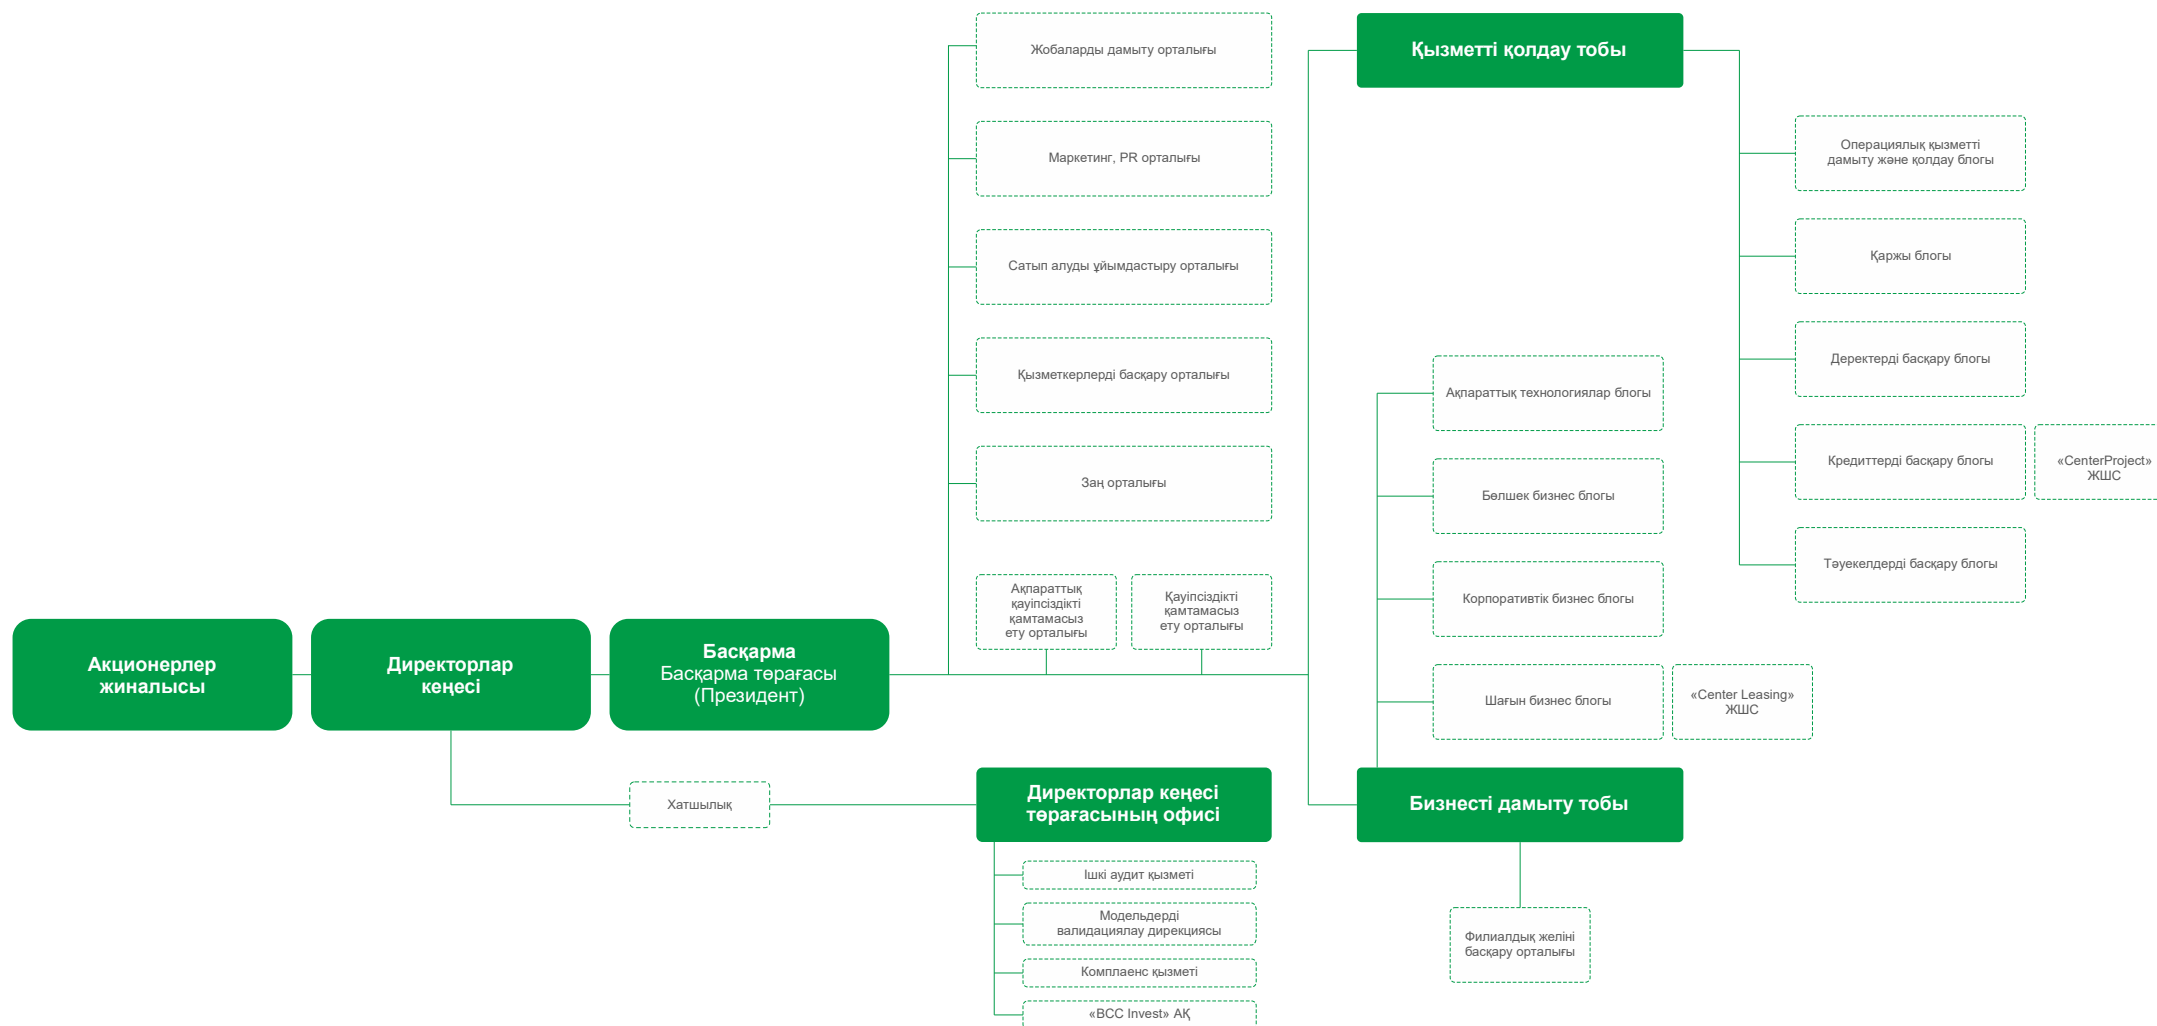 Жобаларды дамыту орталығы
Маркетинг, PR орталығы
Сатып алуды ұйымдастыру орталығы
Қызметкерлерді басқару орталығы
Заң орталығы
Ақпараттық
қауіпсіздікті
қамтамасыз
ету орталығы
Қауіпсіздікті
қамтамасыз
ету орталығы
Акционерлер
жиналысы
Директорлар
кеңесі
Басқарма
Басқарма төрағасы
(Президент)
Хатшылық
Директорлар кеңесі
төрағасының офисі
Ішкі аудит қызметі
Модельдерді
валидациялау дирекциясы
Комплаенс қызметі
«BCC Invest» АҚ
Қызметті қолдау тобы
Операциялық қызметті
дамыту және қолдау блогы
Қаржы блогы
Деректерді басқару блогы
Кредиттерді басқару блогы
«CenterProject»
ЖШС
Тәуекелдерді басқару блогы
Ақпараттық технологиялар блогы
Бөлшек бизнес блогы
Корпоративтік бизнес блогы
Шағын бизнес блогы
«Center Leasing»
ЖШС
Бизнесті дамыту тобы
Филиалдық желіні
басқару орталығы